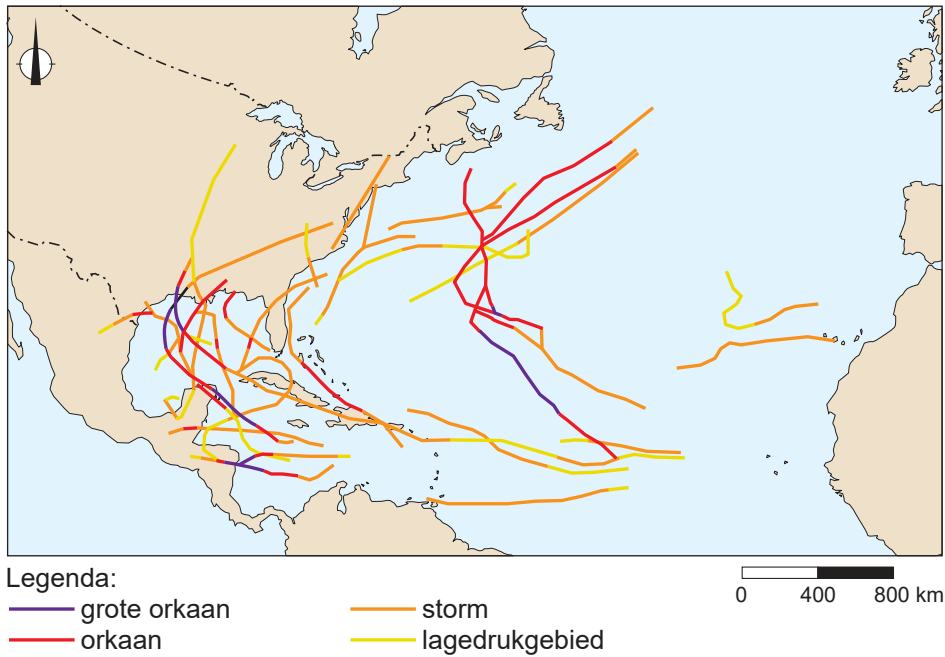 Legenda:
grote orkaan
orkaan
storm
lagedrukgebied
0 400 800 km